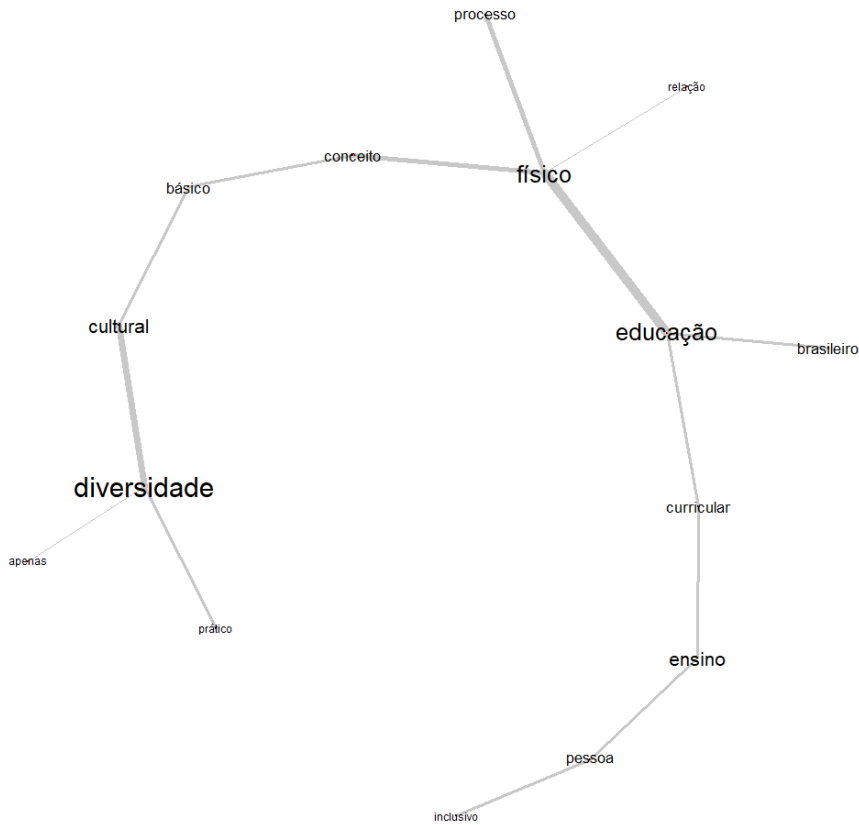 processo
relação
conceito
físico
básico
cultural
educação
brasileiro
diversidade
curricular
apenas
prático
ensino
pessoa
inclusivo